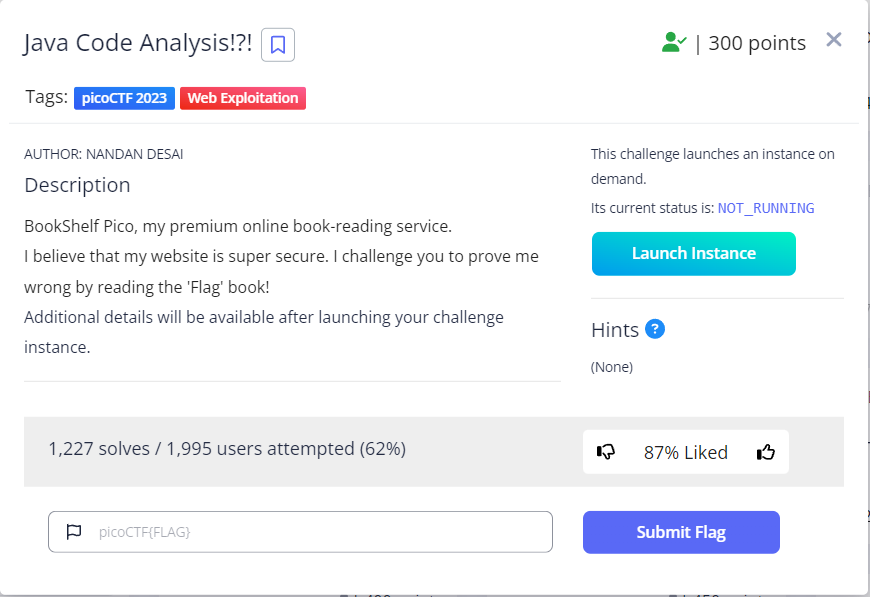 Java Code Analysis!?!
| 300 points
Tags: picoCTF 2023 Web Exploitation
AUTHOR: NANDAN DESAI
Description
BookShelf Pico, my premium online book-reading service.
I believe that my website is super secure. I challenge you to prove me
wrong by reading the 'Flag' book!
Additional details will be available after launching your challenge
instance.
This challenge launches an instance on
demand.
Its current status is: NOT_RUNNING
Launch Instance
Hints ?
(None)
1,227 solves / 1,995 users attempted (62%)
87% Liked
picoCTF{FLAG}
Submit Flag